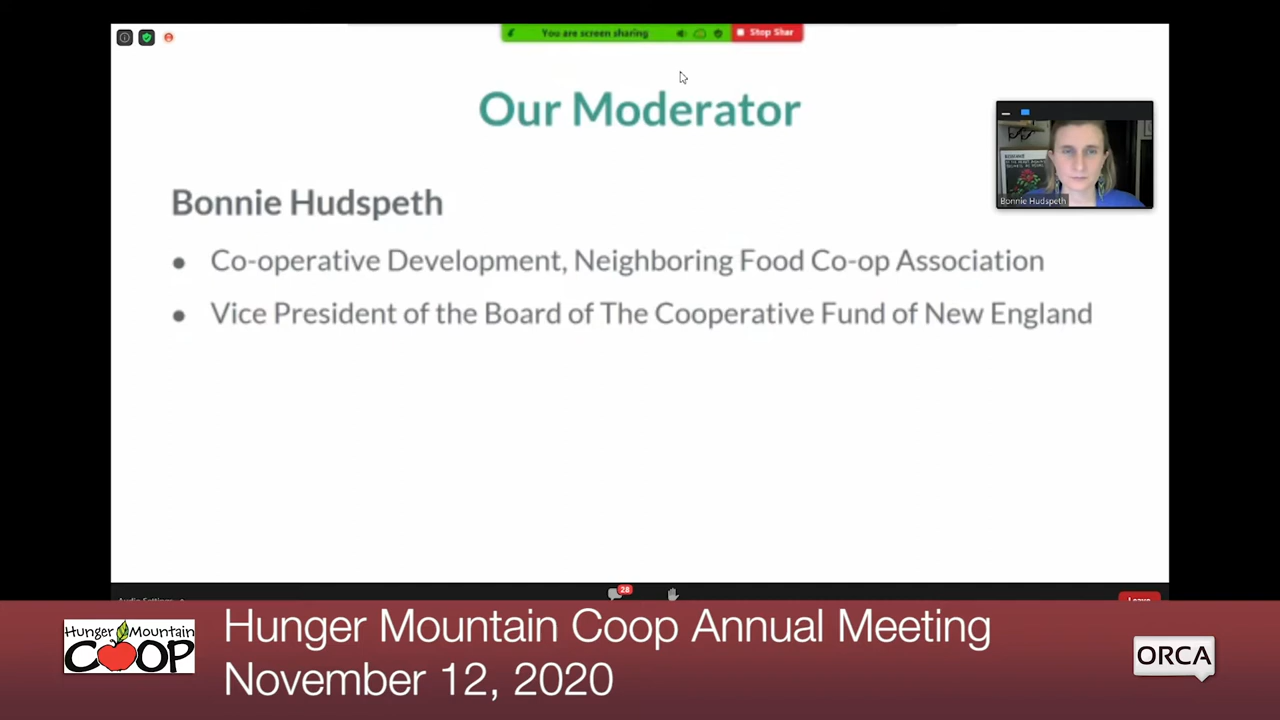 You are screen sharing
Stop Shar
Our Moderator
Bonnie Hudspeth
Bonnie Hudspeth
• Co-operative Development, Neighboring Food Co-op Association
• Vice President of the Board of The Cooperative Fund of New England
28
Hunger Mountain
COOP
Hunger Mountain Coop Annual Meeting
November 12, 2020
ORCA